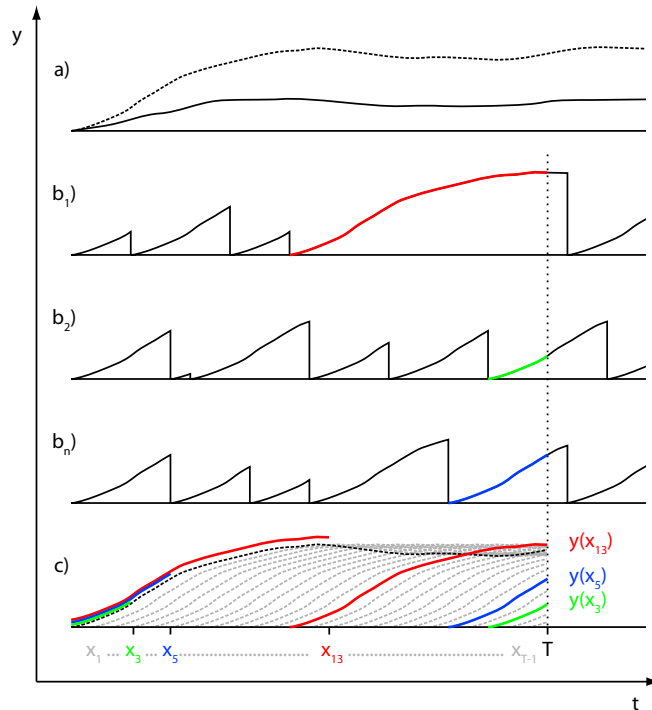 y
a)
b1)
b2)
bn)
c)
y(x13)
y(x5)
y(x3)
x1 ... x3 ... x5 ........................ x13 ........................ xT-1 T
t